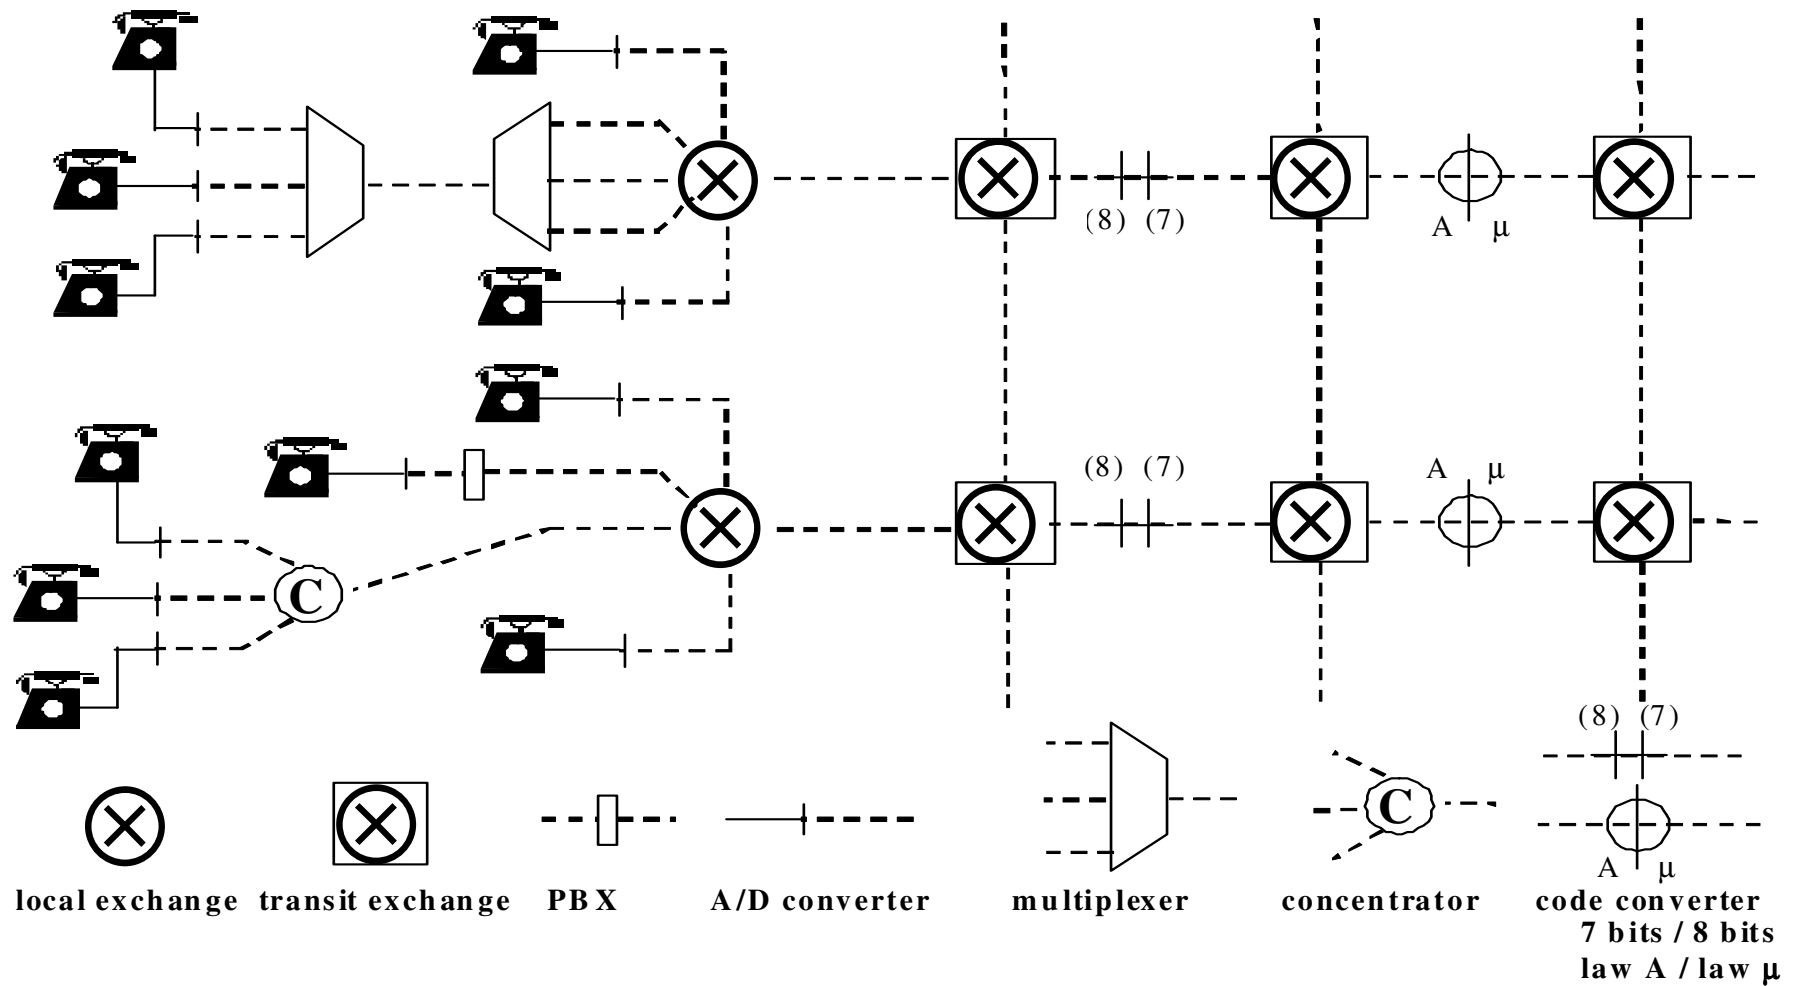 (8) (7)
A μ
(8) (7)
A μ
C
(8) (7)
C
A μ
local exchange transit exchange PBX A/D converter multiplexer concentrator code converter
7 bits / 8 bits
law A / law μ